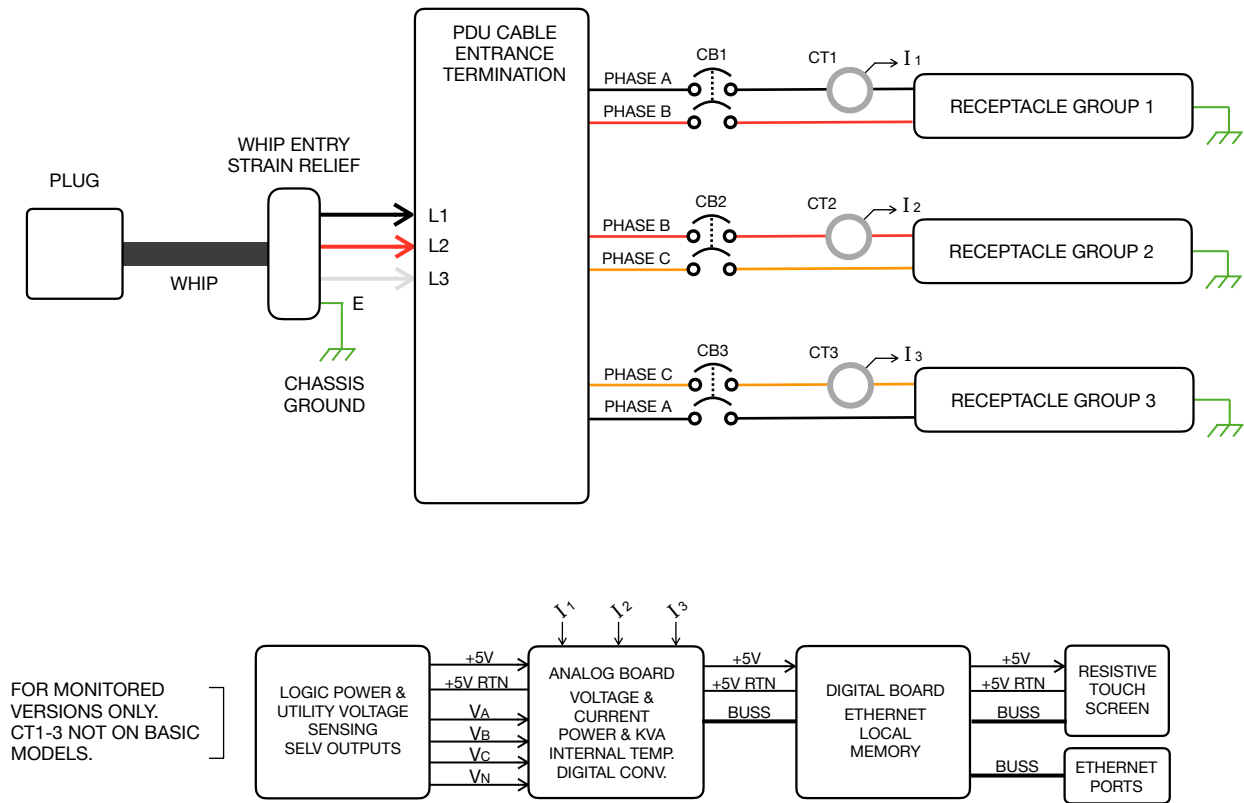 PDU CABLE
ENTRANCE
TERMINATION
CB1
CT1
I 1
PHASE A
PHASE B
RECEPTACLE GROUP 1
WHIP ENTRY
STRAIN RELIEF
PLUG
WHIP
L1
L2
L3
E
CHASSIS
GROUND
CB2
CT2
I 2
PHASE B
PHASE C
RECEPTACLE GROUP 2
CB3
CT3
I 3
PHASE C
PHASE A
RECEPTACLE GROUP 3
FOR MONITORED
VERSIONS ONLY.
CT1-3 NOT ON BASIC
MODELS.
LOGIC POWER &
UTILITY VOLTAGE
SENSING
SELV OUTPUTS
+5V
+5V RTN
VA
VB
VC
VN
I 1
I 2
I 3
ANALOG BOARD
VOLTAGE &
CURRENT
POWER & KVA
INTERNAL TEMP.
DIGITAL CONV.
+5V
+5V RTN
BUSS
DIGITAL BOARD
ETHERNET
LOCAL
MEMORY
+5V
+5V RTN
BUSS
BUSS
RESISTIVE
TOUCH
SCREEN
ETHERNET
PORTS